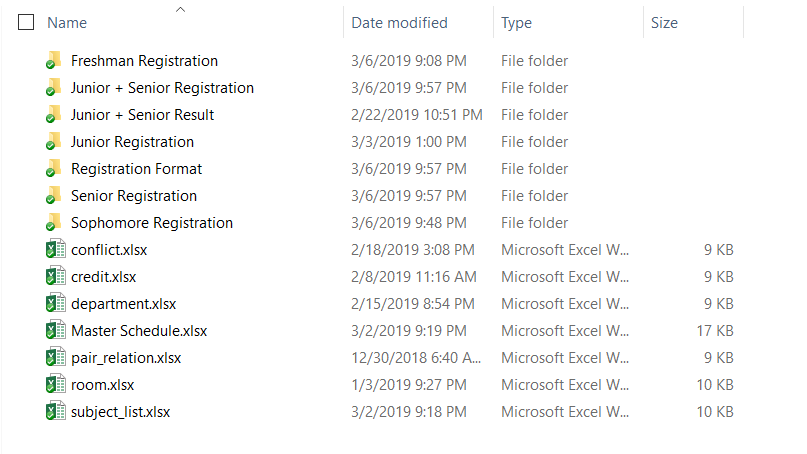 Name Date modified Type Size
Freshman Registration 3/6/2019 9:08 PM File folder
Junior + Senior Registration 3/6/2019 9:57 PM File folder
Junior + Senior Result 2/22/2019 10:51 PM File folder
Junior Registration 3/3/2019 1:00 PM File folder
Registration Format 3/6/2019 9:57 PM File folder
Senior Registration 3/6/2019 9:57 PM File folder
Sophomore Registration 3/6/2019 9:48 PM File folder
conflict.xlsx 2/18/2019 3:08 PM Microsoft Excel W... 9 KB
credit.xlsx 2/8/2019 11:16 AM Microsoft Excel W... 9 KB
department.xlsx 2/15/2019 8:54 PM Microsoft Excel W... 9 KB
Master Schedule.xlsx 3/2/2019 9:19 PM Microsoft Excel W... 17 KB
pair_relation.xlsx 12/30/2018 6:40 A... Microsoft Excel W... 9 KB
room.xlsx 1/3/2019 9:27 PM Microsoft Excel W... 10 KB
subject_list.xlsx 3/2/2019 9:18 PM Microsoft Excel W... 10 KB